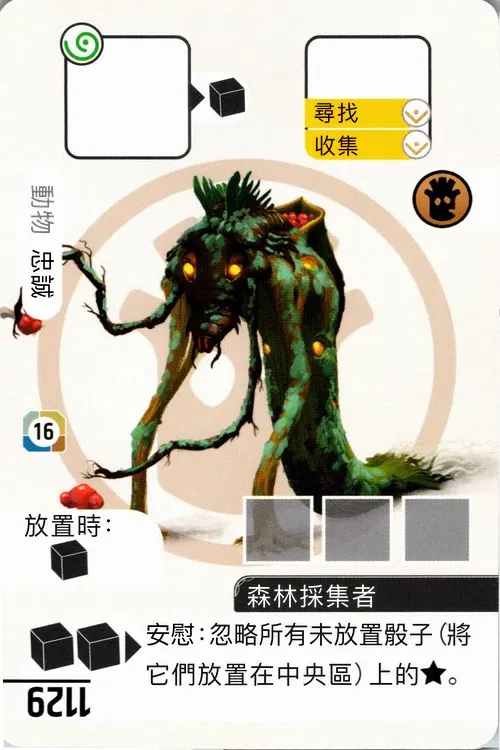 尋找
收集
動物 忠誠
16
放置時：
森林採集者
安慰：忽略所有未放置骰子（將
它們放置在中央區）上的★。
1129